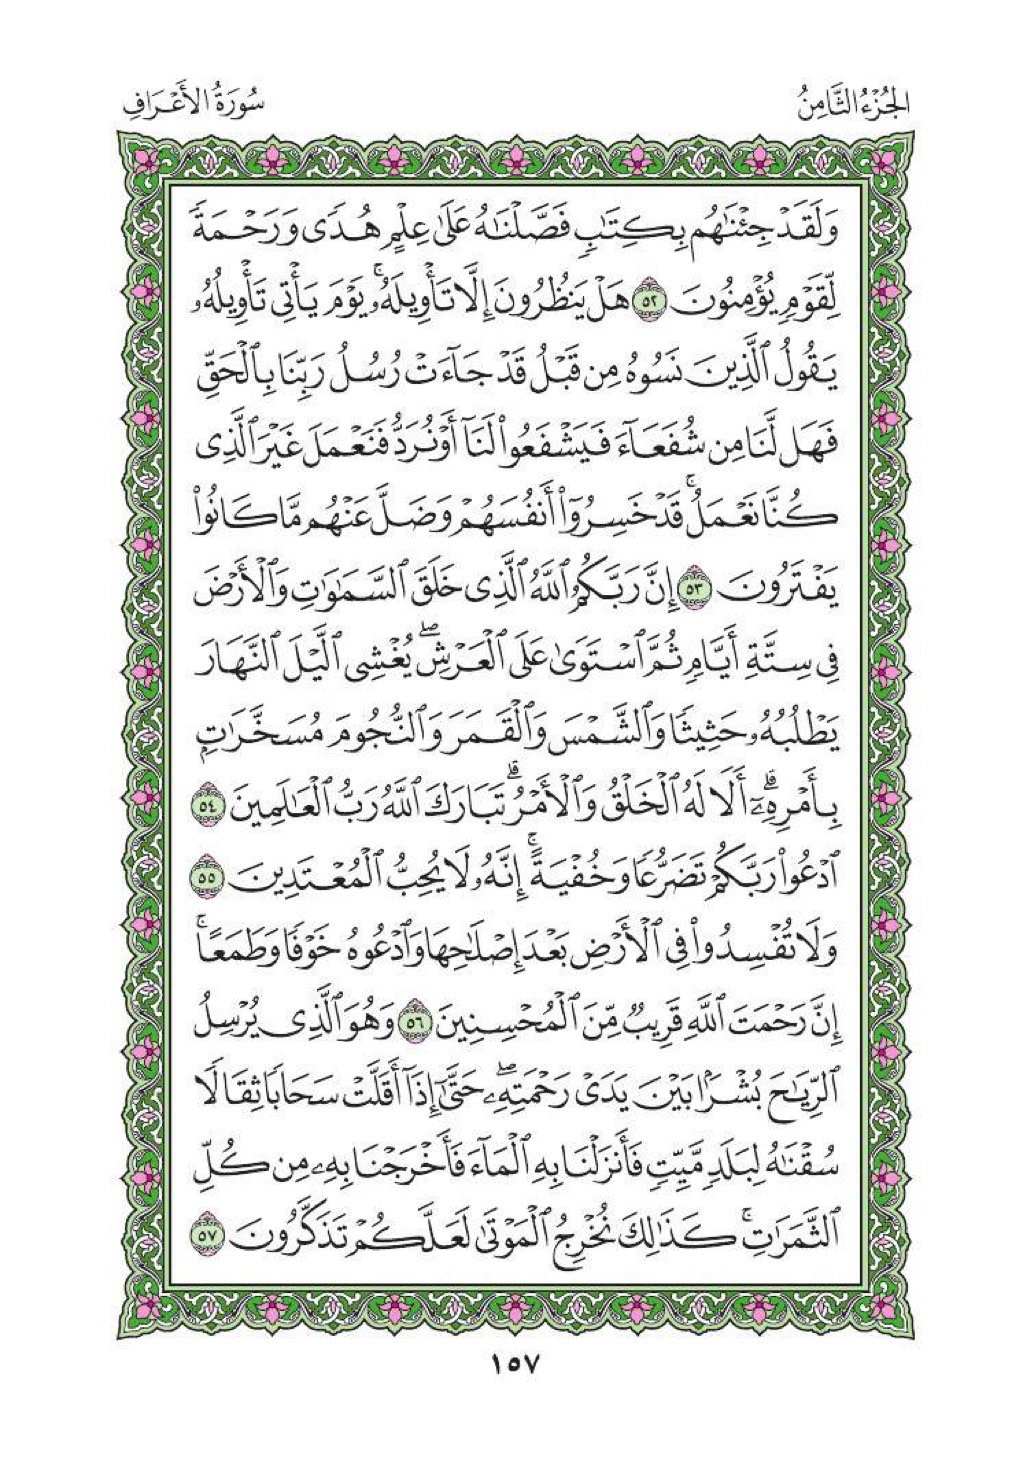 الجُزْءُ الثَّامِنُ
سُورَةُ الأَعْرَافِ
وَلَقَدْ جِئْنَٰهُم بِكِتَٰبٖ فَصَّلْنَٰهُ عَلَىٰ عِلْمٍ هُدٗى وَرَحْمَةٗ
لِّقَوْمٖ يُؤْمِنُونَ ٥٢ هَلْ يَنظُرُونَ إِلَّا تَأْوِيلَهُۥۚ يَوْمَ يَأْتِي تَأْوِيلُهُۥ
يَقُولُ ٱلَّذِينَ نَسُوهُ مِن قَبْلُ قَدْ جَآءَتْ رُسُلُ رَبِّنَا بِٱلْحَقِّ
فَهَل لَّنَا مِن شُفَعَآءَ فَيَشْفَعُوا۟ لَنَآ أَوْ نُرَدُّ فَنَعْمَلَ غَيْرَ ٱلَّذِى
كُنَّا نَعْمَلُۚ قَدْ خَسِرُوٓا۟ أَنفُسَهُمْ وَضَلَّ عَنْهُم مَّا كَانُوا۟
يَفْتَرُونَ ٥٣ إِنَّ رَبَّكُمُ ٱللَّهُ ٱلَّذِى خَلَقَ ٱلسَّمَٰوَٰتِ وَٱلْأَرْضَ
فِى سِتَّةِ أَيَّامٖ ثُمَّ ٱسْتَوَىٰ عَلَى ٱلْعَرْشِۖ يُغْشِى ٱلَّيْلَ ٱلنَّهَارَ
يَطْلُبُهُۥ حَثِيثٗا وَٱلشَّمْسَ وَٱلْقَمَرَ وَٱلنُّجُومَ مُسَخَّرَٰتِۭ
بِأَمْرِهِۦٓۗ أَلَا لَهُ ٱلْخَلْقُ وَٱلْأَمْرُۗ تَبَارَكَ ٱللَّهُ رَبُّ ٱلْعَٰلَمِينَ ٥٤
ٱدْعُوا۟ رَبَّكُمْ تَضَرُّعٗا وَخُفْيَةًۚ إِنَّهُۥ لَا يُحِبُّ ٱلْمُعْتَدِينَ ٥٥
وَلَا تُفْسِدُوا۟ فِى ٱلْأَرْضِ بَعْدَ إِصْلَٰحِهَا وَٱدْعُوهُ خَوْفٗا وَطَمَعًاۚ
إِنَّ رَحْمَتَ ٱللَّهِ قَرِيبٞ مِّنَ ٱلْمُحْسِنِينَ ٥٦ وَهُوَ ٱلَّذِى يُرْسِلُ
ٱلرِّيَٰحَ بُشْرَۢا بَيْنَ يَدَىْ رَحْمَتِهِۦۖ حَتَّىٰٓ إِذَآ أَقَلَّتْ سَحَابٗا ثِقَالٗا
سُقْنَٰهُ لِبَلَدٖ مَّيِّتٖ فَأَنزَلْنَا بِهِ ٱلْمَآءَ فَأَخْرَجْنَا بِهِۦ مِن كُلِّ
ٱلثَّمَرَٰتِۚ كَذَٰلِكَ نُخْرِجُ ٱلْمَوْتَىٰ لَعَلَّكُمْ تَذَكَّرُونَ ٥٧
١٥٧